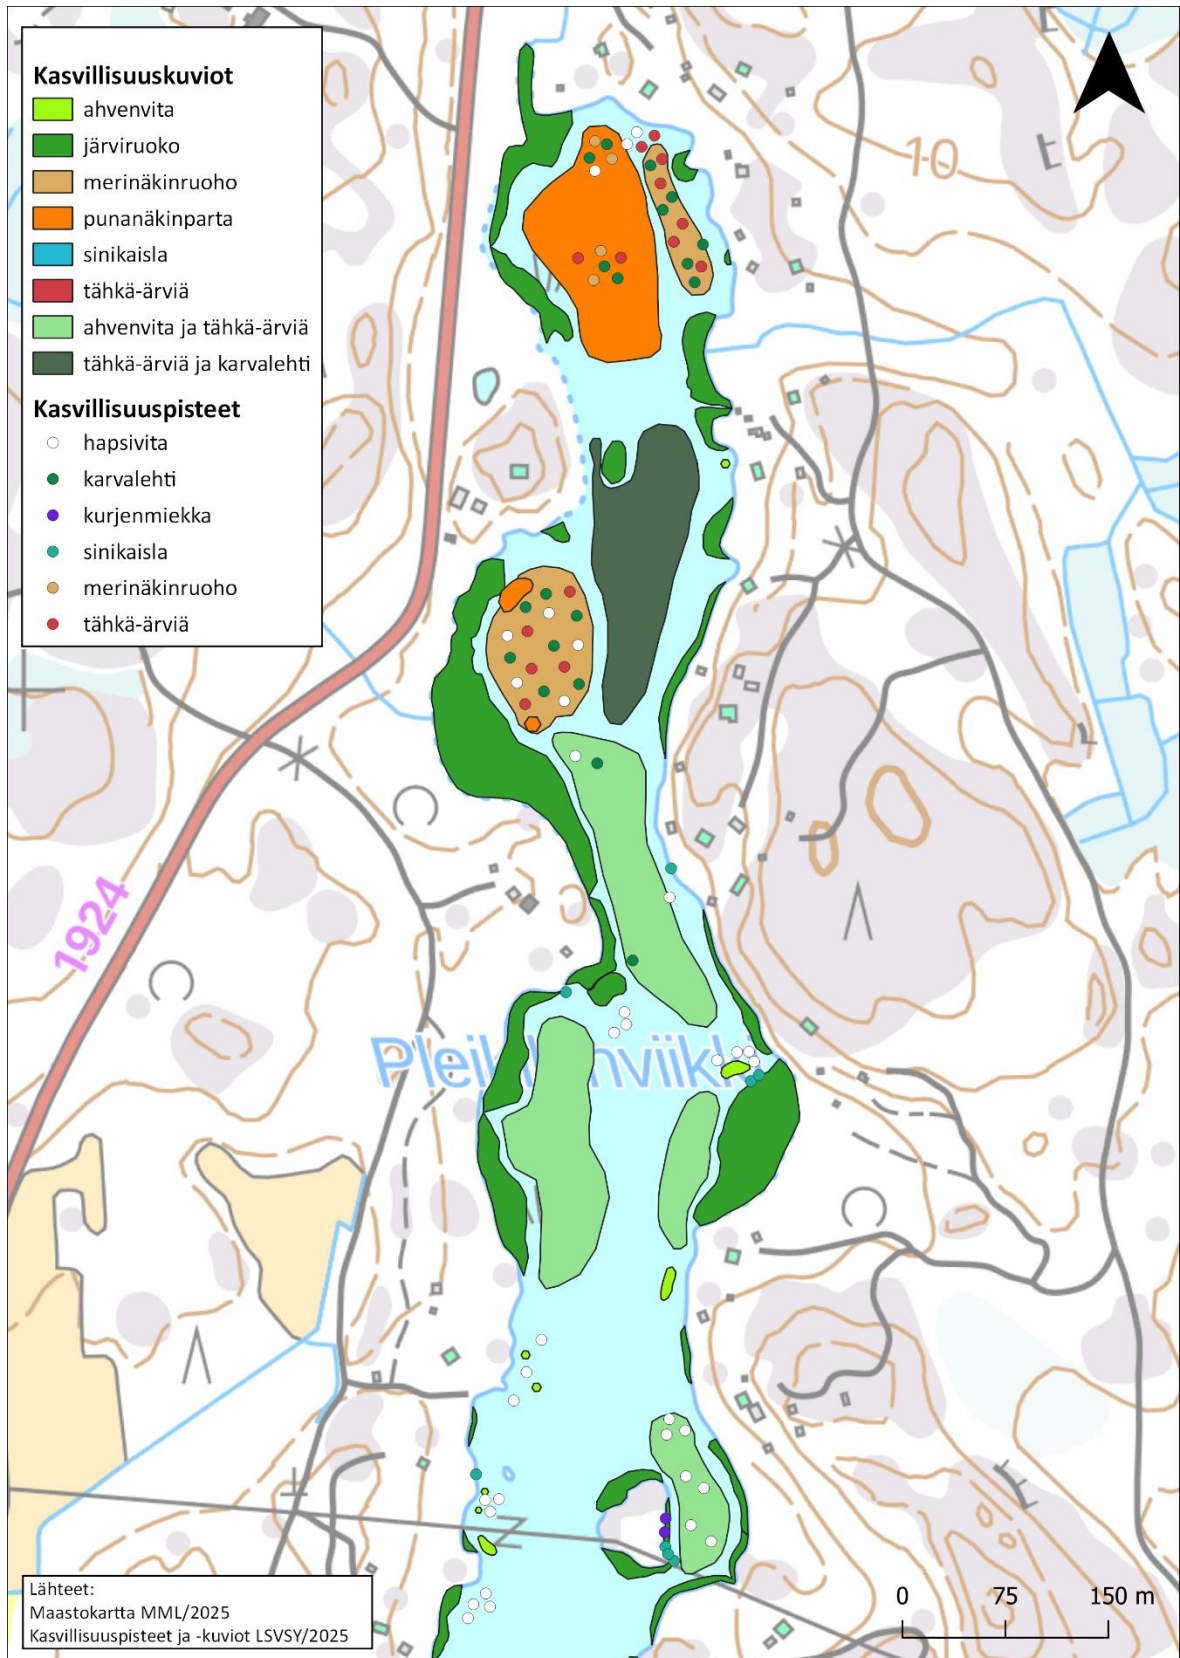 Kasvillisuuskuviot
ahvenvita
järviruoko
merinäkinruoho
punanäkinparta
sinikaisla
tähkä-ärviä
ahvenvita ja tähkä-ärviä
tähkä-ärviä ja karvalehti
Kasvillisuuspisteet
hapsivita
karvalehti
kurjenmiekka
sinikaisla
merinäkinruoho
tähkä-ärviä
10
1924
Lähteet:
Maastokartta MML/2025
Kasvillisuuspisteet ja -kuviot LSVSY/2025
0 75 150 m